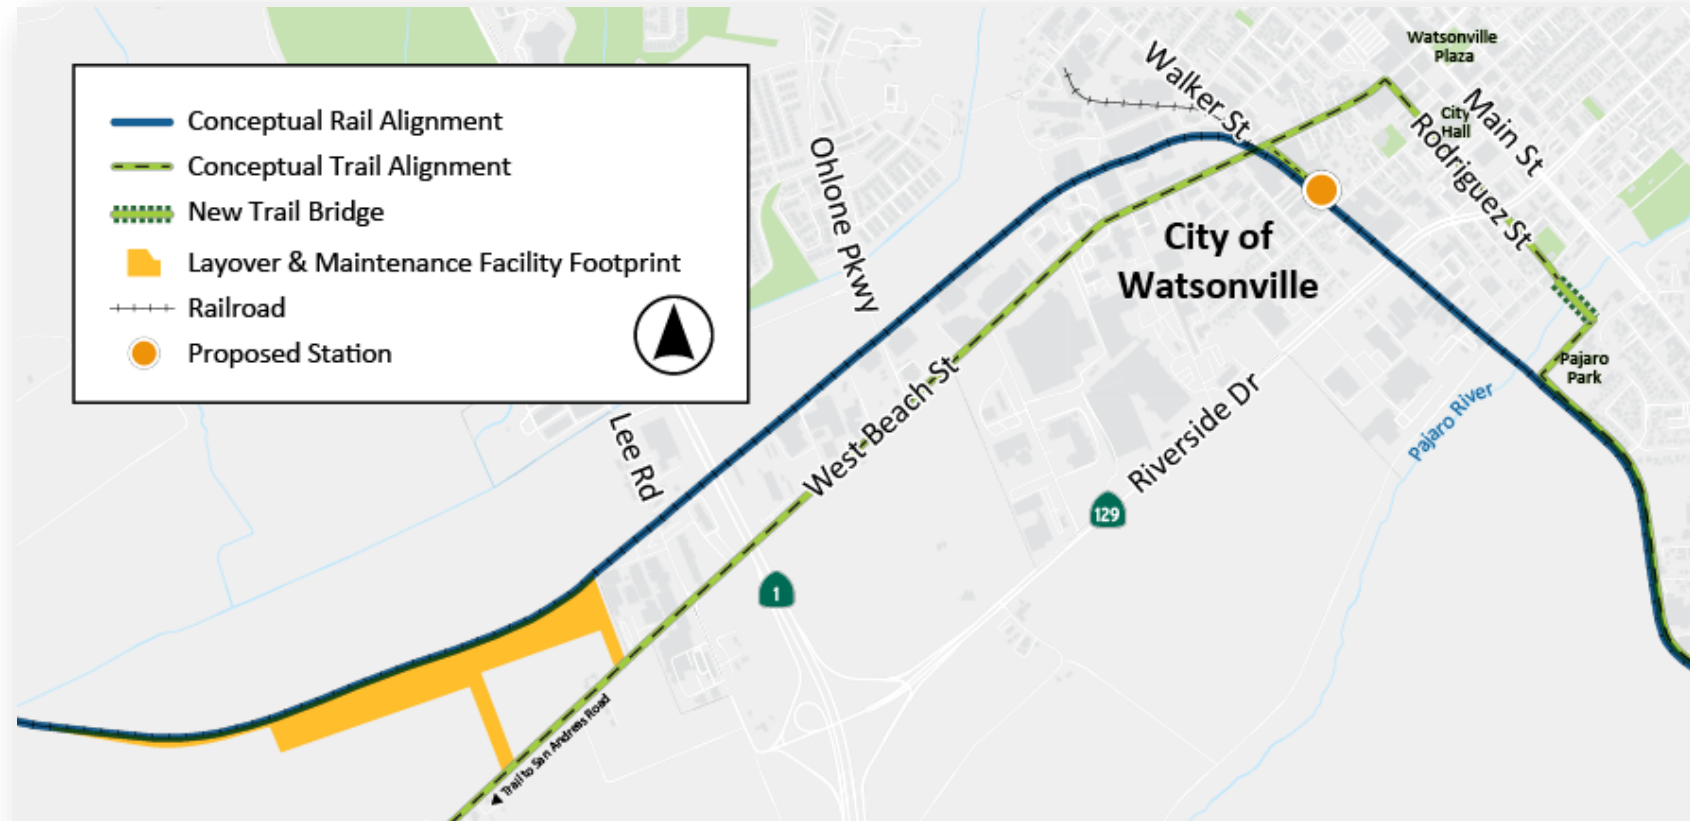 Conceptual Rail Alignment
Conceptual Trail Alignment
New Trail Bridge
Layover & Maintenance Facility Footprint
Railroad
Proposed Station
Watsonville
Plaza
City
Hall
Main St
Rodriguez St
Walker St
Ohlone Pkwy
City of
Watsonville
Pajaro
Park
Pajaro River
Riverside Dr
129
West Beach St
Lee Rd
1
Trail to San Andreas Road